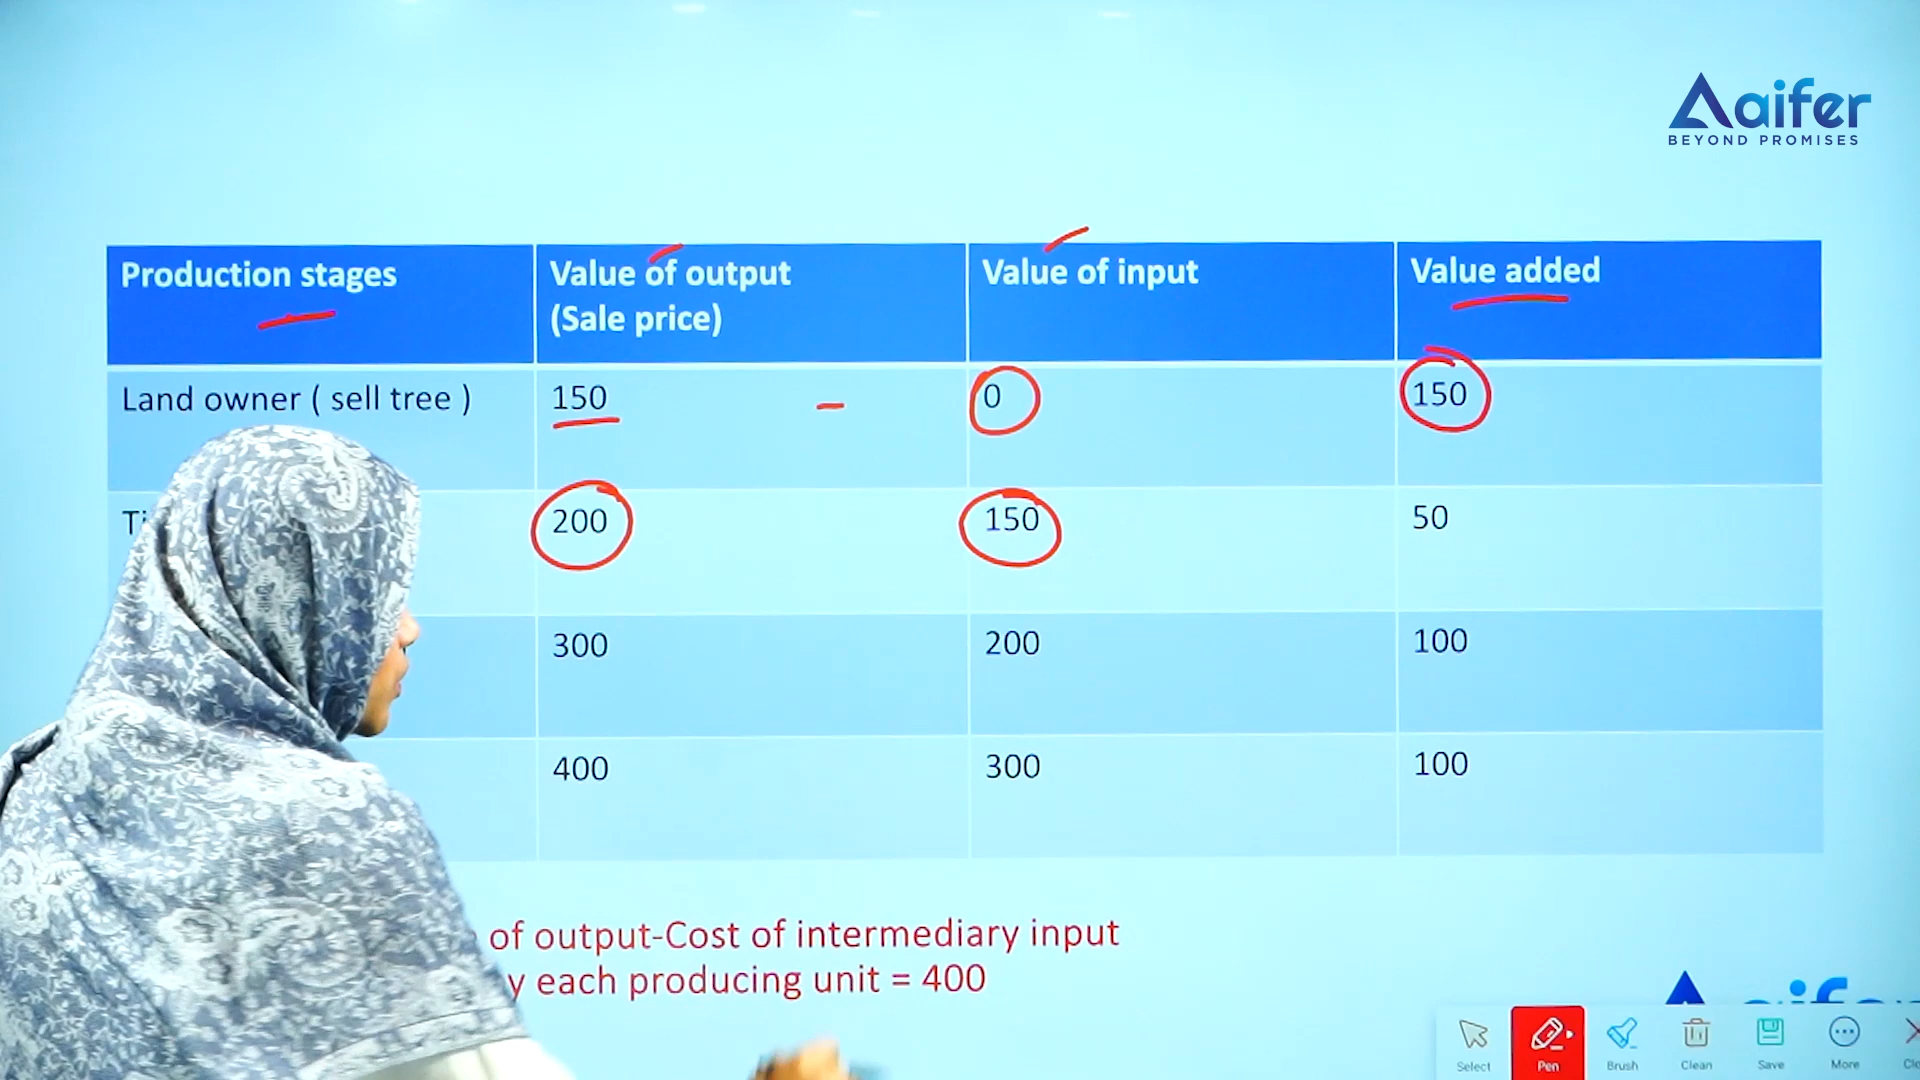 Aaifer
BEYOND PROMISES
Production stages
Value of output
(Sale price)
Value of input
Value added
Land owner ( sell tree )
150
0
150
200
150
50
300
200
100
400
300
100
of output-Cost of intermediary input
y each producing unit = 400
aifer
Select
Pen
Brush
Clean
Save
More